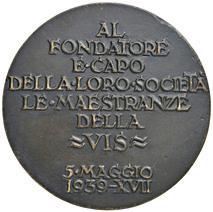 AL
FONDATORE
E·CAPO
DELLA·LORO·SOCIETÀ
LE·MAESTRANZE
DELLA
≈VIS≈
5·MAGGIO
1939-XVII